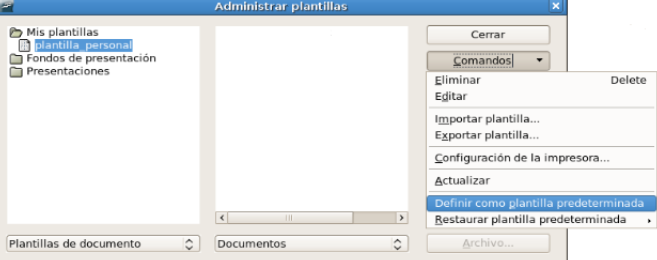 Administrar plantillas
Mis plantillas
plantilla_personal
Fondos de presentación
Presentaciones
Cerrar
Comandos
Eliminar Delete
Editar
Importar plantilla...
Exportar plantilla...
Configuración de la impresora...
Actualizar
Definir como plantilla predeterminada
Restaurar plantilla predeterminada
Plantillas de documento
Documentos
Archivo...